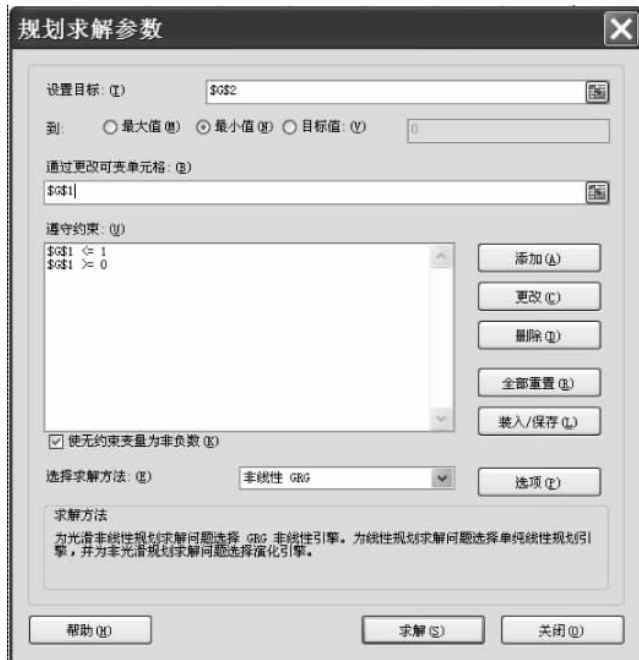 规划求解参数
设置目标: (T) $G$2
到: 最大值(M) 最小值(N) 目标值: (V) 0
通过更改可变单元格: (B)
$G$1
遵守约束: (U)
$G$1 <= 1
$G$1 >= 0
添加(A)
更改(C)
删除(D)
全部重置(R)
装入/保存(L)
使无约束变量为非负数(K)
选择求解方法: (E) 非线性 GRG 选项(P)
求解方法
为光滑非线性规划求解问题选择 GRG 非线性引擎。为线性规划求解问题选择单纯线性规划引
擎，并为非光滑规划求解问题选择演化引擎。
帮助(H) 求解(S) 关闭(O)